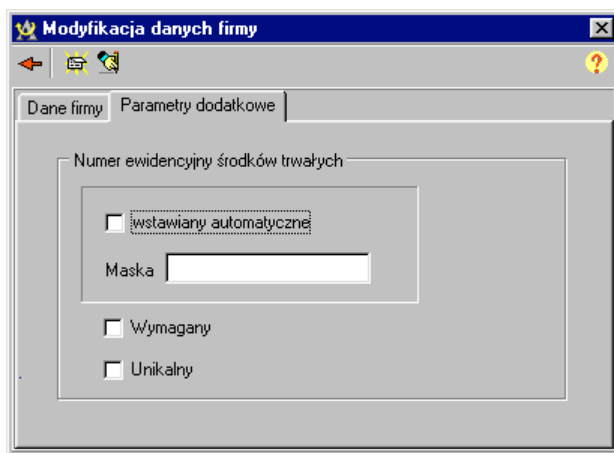 Modyfikacja danych firmy
Dane firmy Parametry dodatkowe
Numer ewidencyjny środków trwałych
wstawiany automatyczne
Maska
Wymagany
Unikalny